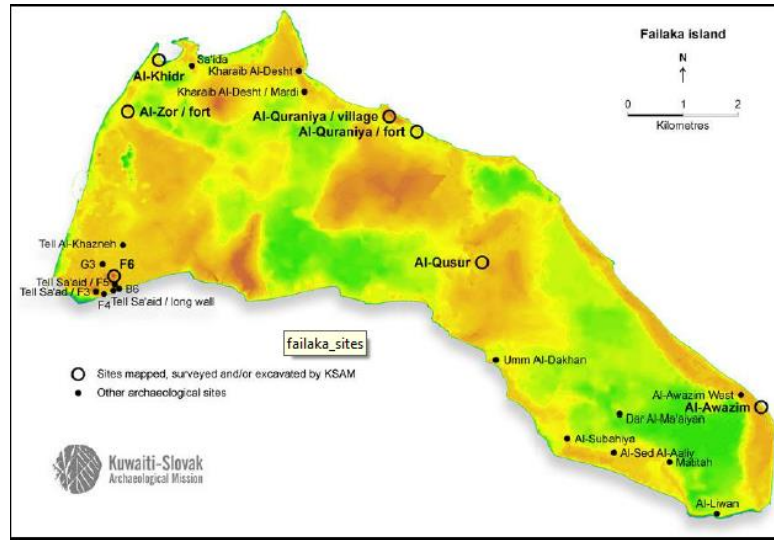 Failaka island
N
0 1 2
Kilometres
Sa'ida
Al-Khidr
Kharaib Al-Desht
Kharaib Al-Desht / Mardi
Al-Zor / fort
Al-Quraniya / village
Al-Quraniya / fort
Tell Al-Khazneh
G3
F6
Al-Qusur
Tell Sa'aid / F5
B6
Tell Sa'ad / F3
F4
Tell Sa'aid / long wall
failaka_sites
Umm Al-Dakhan
Sites mapped, surveyed and/or excavated by KSAM
Other archaeological sites
Al-Awazim West
Al-Awazim
Dar Al-Ma'aiyan
Al-Subahiya
Al-Sed Al-Aaliy
Matitah
Al-Liwan
Kuwaiti-Slovak
Archaeological Mission